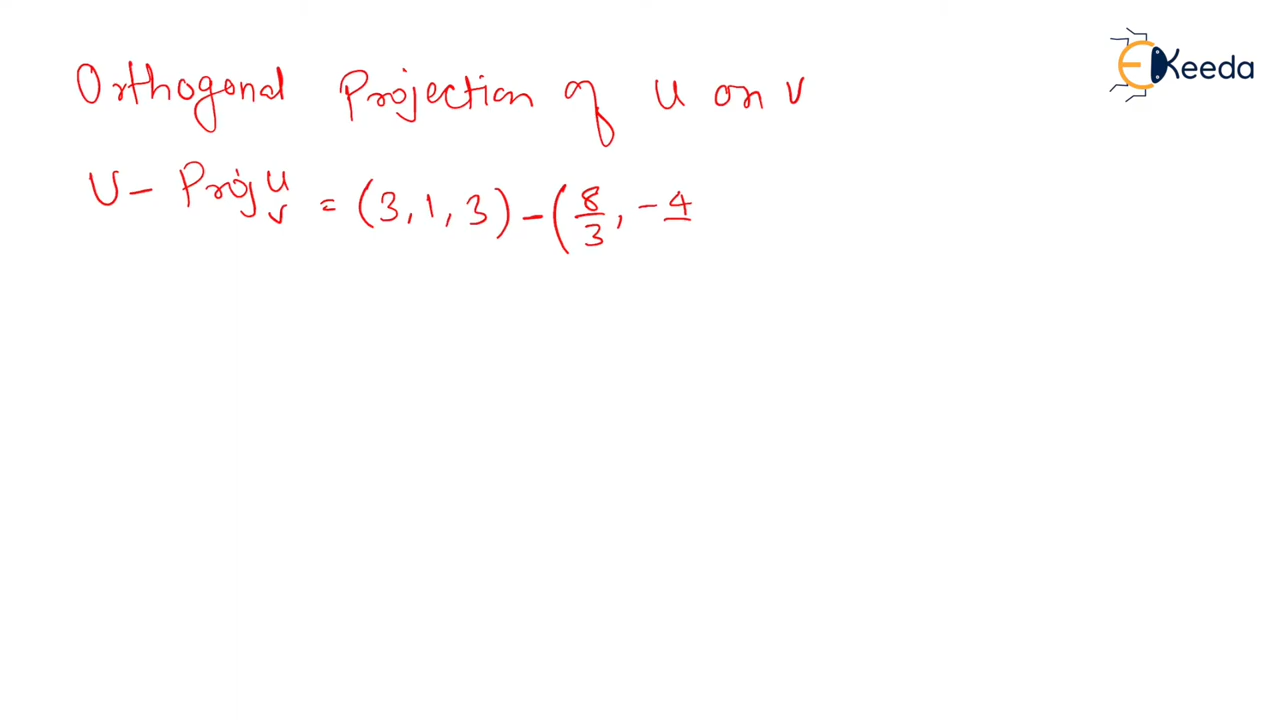 EKeeda
Orthogonal Projection of u on v
U - Proj u v = (3, 1, 3) - (8/3, -4